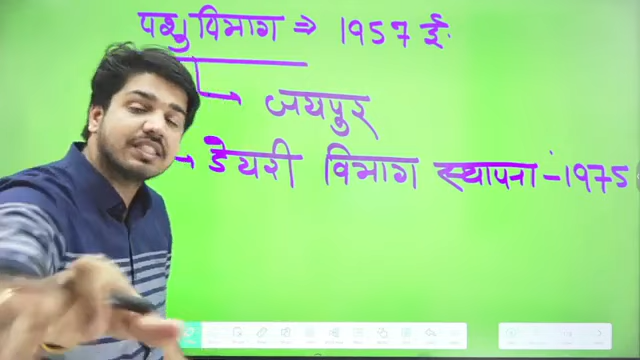 पशु विभाग ⇒ 1957 ई.
जयपुर
→ डेयरी विभाग स्थापना - 1975